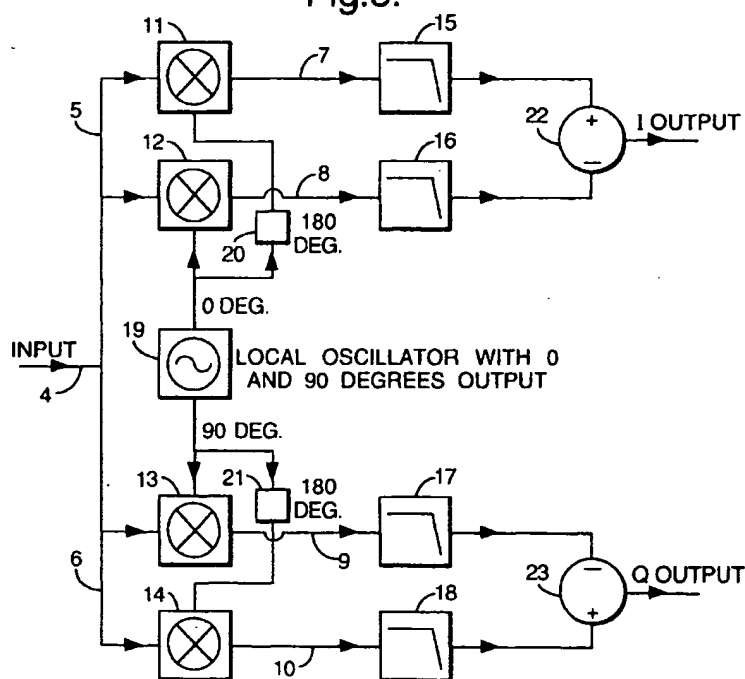 Fig.3.
11
15
5
7
22
+
I OUTPUT
12
16
−
8
180
DEG.
20
0 DEG.
19
INPUT
4
LOCAL OSCILLATOR WITH 0
AND 90 DEGREES OUTPUT
90 DEG.
13
21
180
DEG.
17
9
6
−
23
Q OUTPUT
14
18
+
10